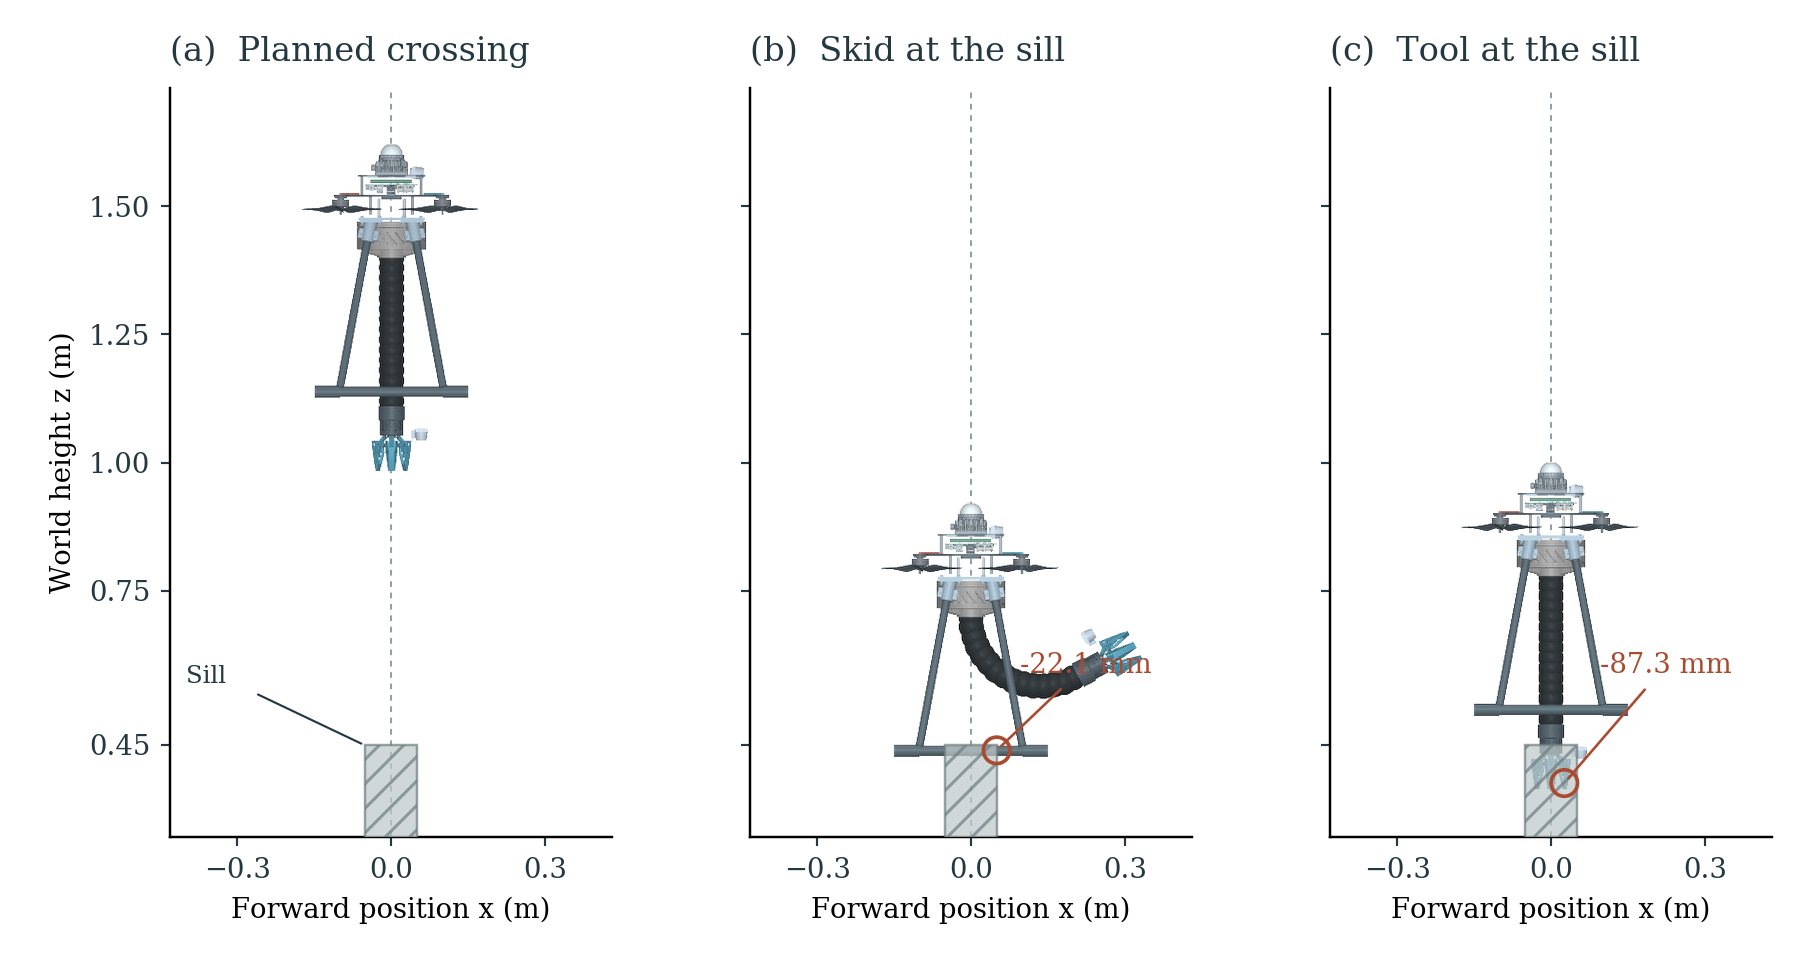 (a)  Planned crossing
(b)  Skid at the sill
(c)  Tool at the sill
World height z (m)
1.50
1.25
1.00
0.75
0.45
Sill
-22.1 mm
-87.3 mm
−0.3
0.0
0.3
−0.3
0.0
0.3
−0.3
0.0
0.3
Forward position x (m)
Forward position x (m)
Forward position x (m)